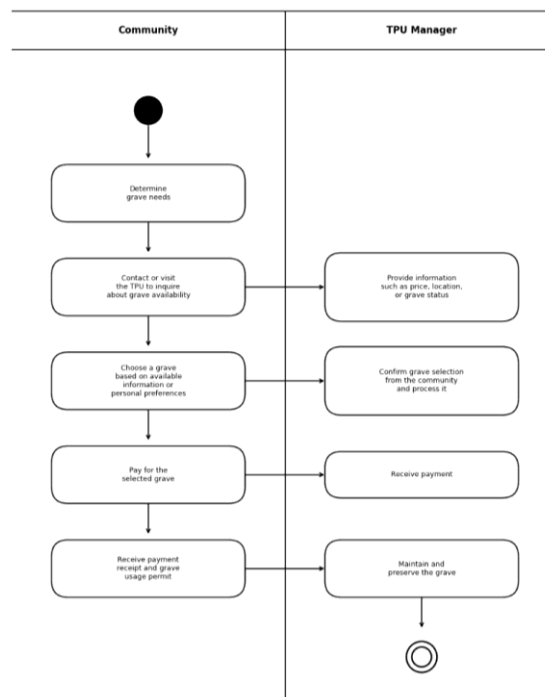 Community
TPU Manager
Determine
grave needs
Contact or visit
the TPU to inquire
about grave availability
Provide information
such as price, location,
or grave status
Choose a grave
based on available
information or
personal preferences
Confirm grave selection
from the community
and process it
Pay for the
selected grave
Receive payment
Receive payment
receipt and grave
usage permit
Maintain and
preserve the grave